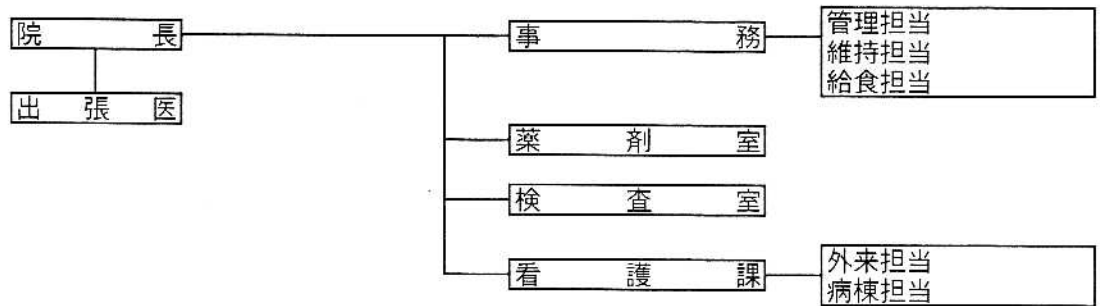 院長
事務
管理担当
維持担当
給食担当
出張医
薬剤室
検査室
看護課
外来担当
病棟担当